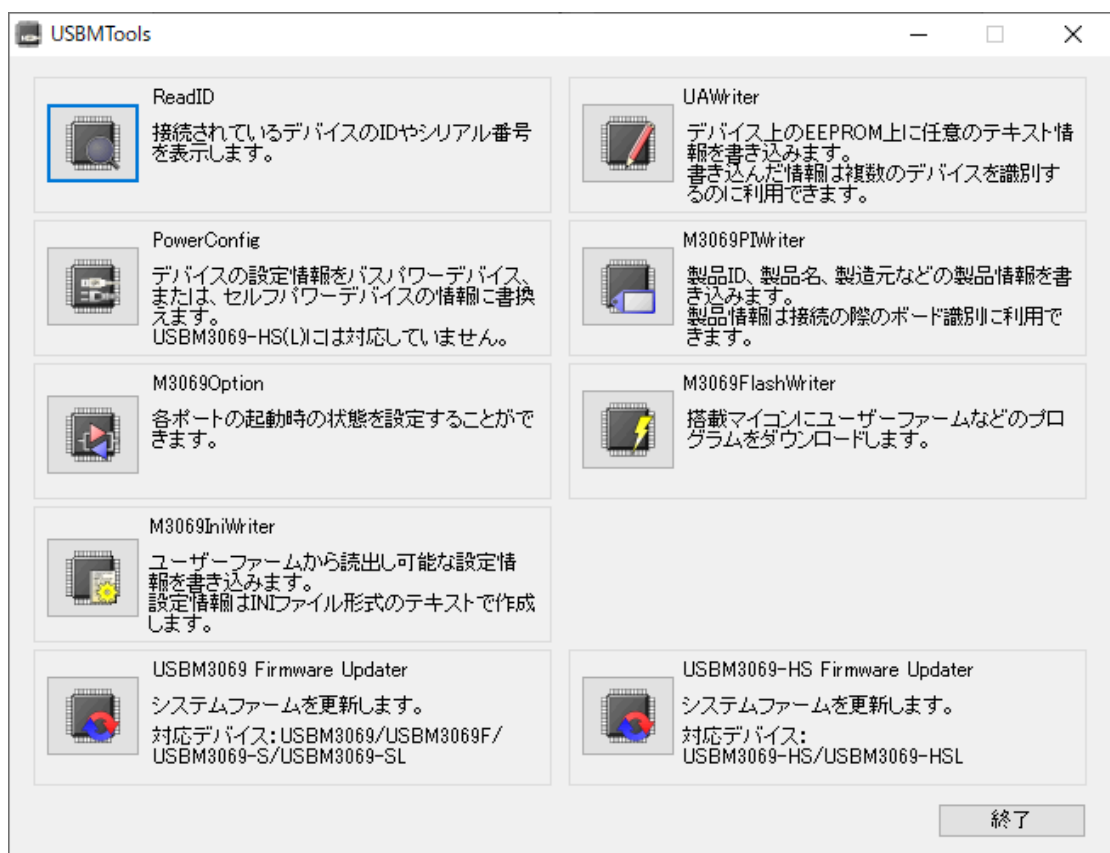 USBMTools
ReadID
接続されているデバイスのIDやシリアル番号
を表示します。
UAWriter
デバイス上のEEPROM上に任意のテキスト情
報を書き込みます。
書き込んだ情報は複数のデバイスを識別す
るのに利用できます。
PowerConfig
デバイスの設定情報をバスパワーデバイス、
または、セルフパワーデバイスの情報に書換
えます。
USBM3069-HS(L)には対応していません。
M3069PIWriter
製品ID、製品名、製造元などの製品情報を書
き込みます。
製品情報は接続の際のボード識別に利用で
きます。
M3069Option
各ポートの起動時の状態を設定することがで
きます。
M3069FlashWriter
搭載マイコンにユーザーファームなどのプロ
グラムをダウンロードします。
M3069IniWriter
ユーザーファームから読出し可能な設定情
報を書き込みます。
設定情報はINIファイル形式のテキストで作成
します。
USBM3069 Firmware Updater
システムファームを更新します。
対応デバイス：USBM3069/USBM3069F/
USBM3069-S/USBM3069-SL
USBM3069-HS Firmware Updater
システムファームを更新します。
対応デバイス：
USBM3069-HS/USBM3069-HSL
終了